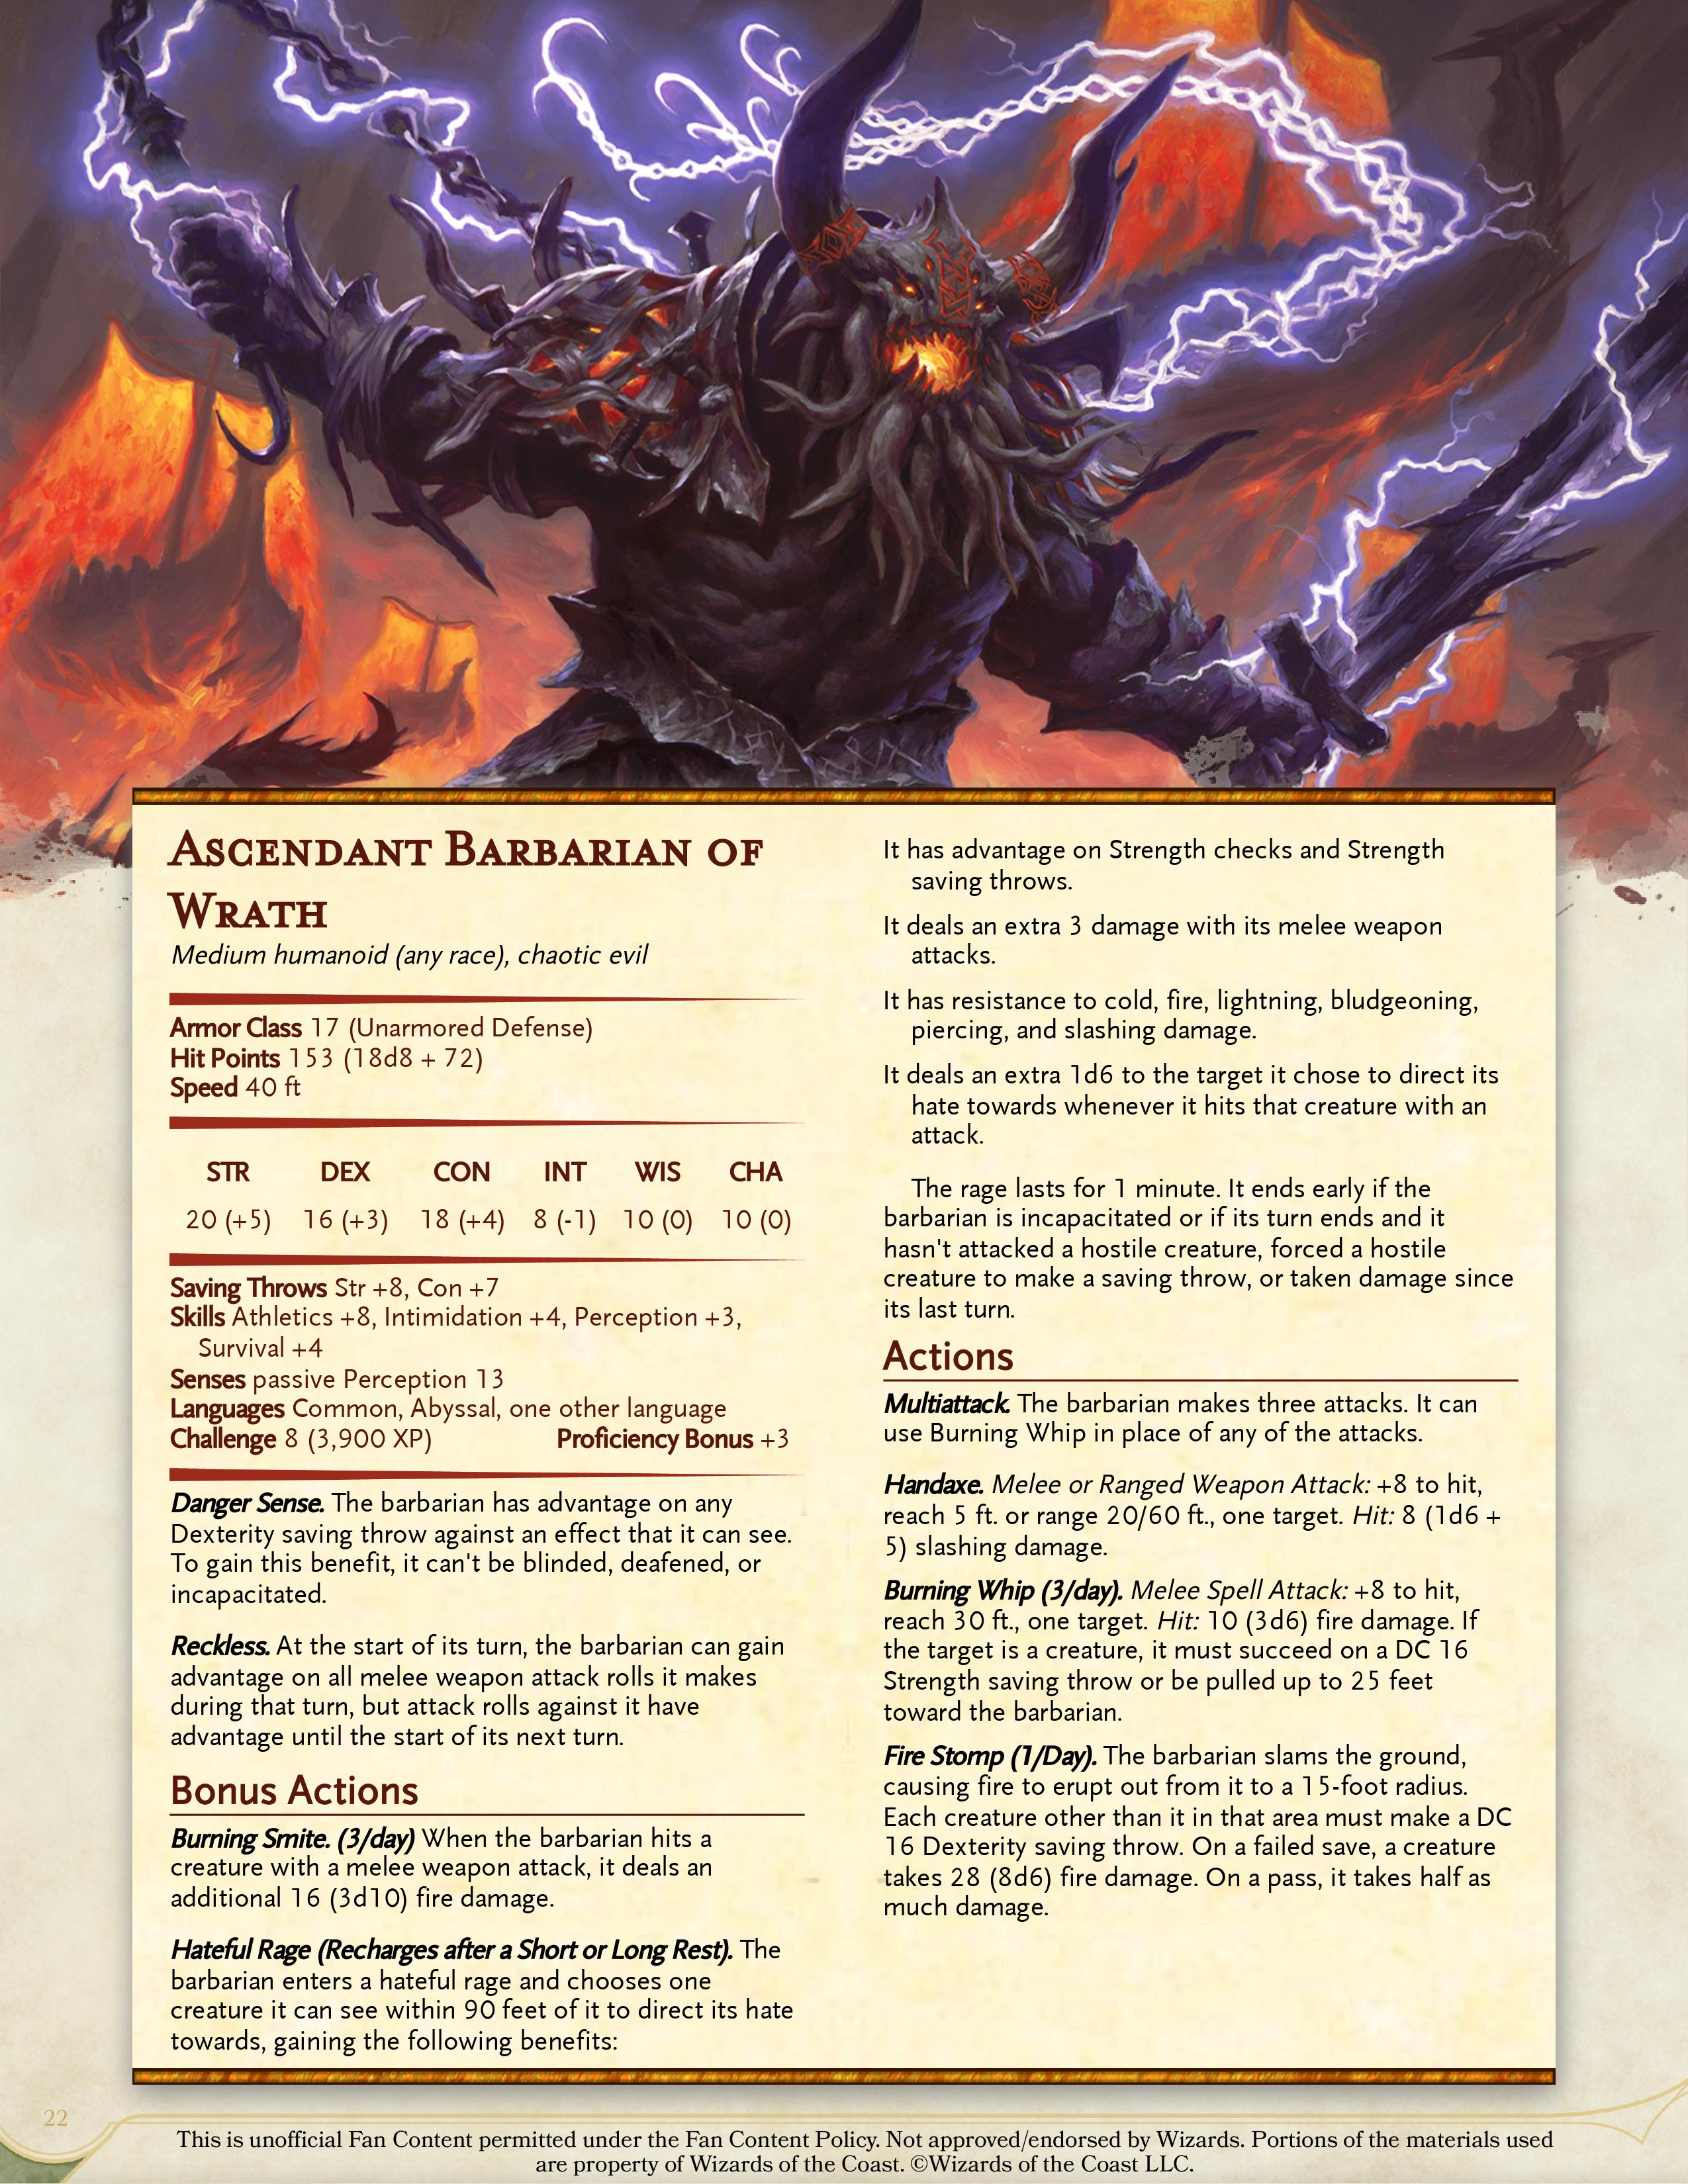 Ascendant Barbarian of
Wrath
Medium humanoid (any race), chaotic evil
Armor Class 17 (Unarmored Defense)
Hit Points 153 (18d8 + 72)
Speed 40 ft
STR DEX CON INT WIS CHA
20 (+5) 16 (+3) 18 (+4) 8 (-1) 10 (0) 10 (0)
Saving Throws Str +8, Con +7
Skills Athletics +8, Intimidation +4, Perception +3,
Survival +4
Senses passive Perception 13
Languages Common, Abyssal, one other language
Challenge 8 (3,900 XP) Proficiency Bonus +3
Danger Sense. The barbarian has advantage on any
Dexterity saving throw against an effect that it can see.
To gain this benefit, it can't be blinded, deafened, or
incapacitated.
Reckless. At the start of its turn, the barbarian can gain
advantage on all melee weapon attack rolls it makes
during that turn, but attack rolls against it have
advantage until the start of its next turn.
Bonus Actions
Burning Smite. (3/day) When the barbarian hits a
creature with a melee weapon attack, it deals an
additional 16 (3d10) fire damage.
Hateful Rage (Recharges after a Short or Long Rest). The
barbarian enters a hateful rage and chooses one
creature it can see within 90 feet of it to direct its hate
towards, gaining the following benefits:
It has advantage on Strength checks and Strength
saving throws.
It deals an extra 3 damage with its melee weapon
attacks.
It has resistance to cold, fire, lightning, bludgeoning,
piercing, and slashing damage.
It deals an extra 1d6 to the target it chose to direct its
hate towards whenever it hits that creature with an
attack.
The rage lasts for 1 minute. It ends early if the
barbarian is incapacitated or if its turn ends and it
hasn't attacked a hostile creature, forced a hostile
creature to make a saving throw, or taken damage since
its last turn.
Actions
Multiattack. The barbarian makes three attacks. It can
use Burning Whip in place of any of the attacks.
Handaxe. Melee or Ranged Weapon Attack: +8 to hit,
reach 5 ft. or range 20/60 ft., one target. Hit: 8 (1d6 +
5) slashing damage.
Burning Whip (3/day). Melee Spell Attack: +8 to hit,
reach 30 ft., one target. Hit: 10 (3d6) fire damage. If
the target is a creature, it must succeed on a DC 16
Strength saving throw or be pulled up to 25 feet
toward the barbarian.
Fire Stomp (1/Day). The barbarian slams the ground,
causing fire to erupt out from it to a 15-foot radius.
Each creature other than it in that area must make a DC
16 Dexterity saving throw. On a failed save, a creature
takes 28 (8d6) fire damage. On a pass, it takes half as
much damage.
22
This is unofficial Fan Content permitted under the Fan Content Policy. Not approved/endorsed by Wizards. Portions of the materials used
are property of Wizards of the Coast. ©Wizards of the Coast LLC.